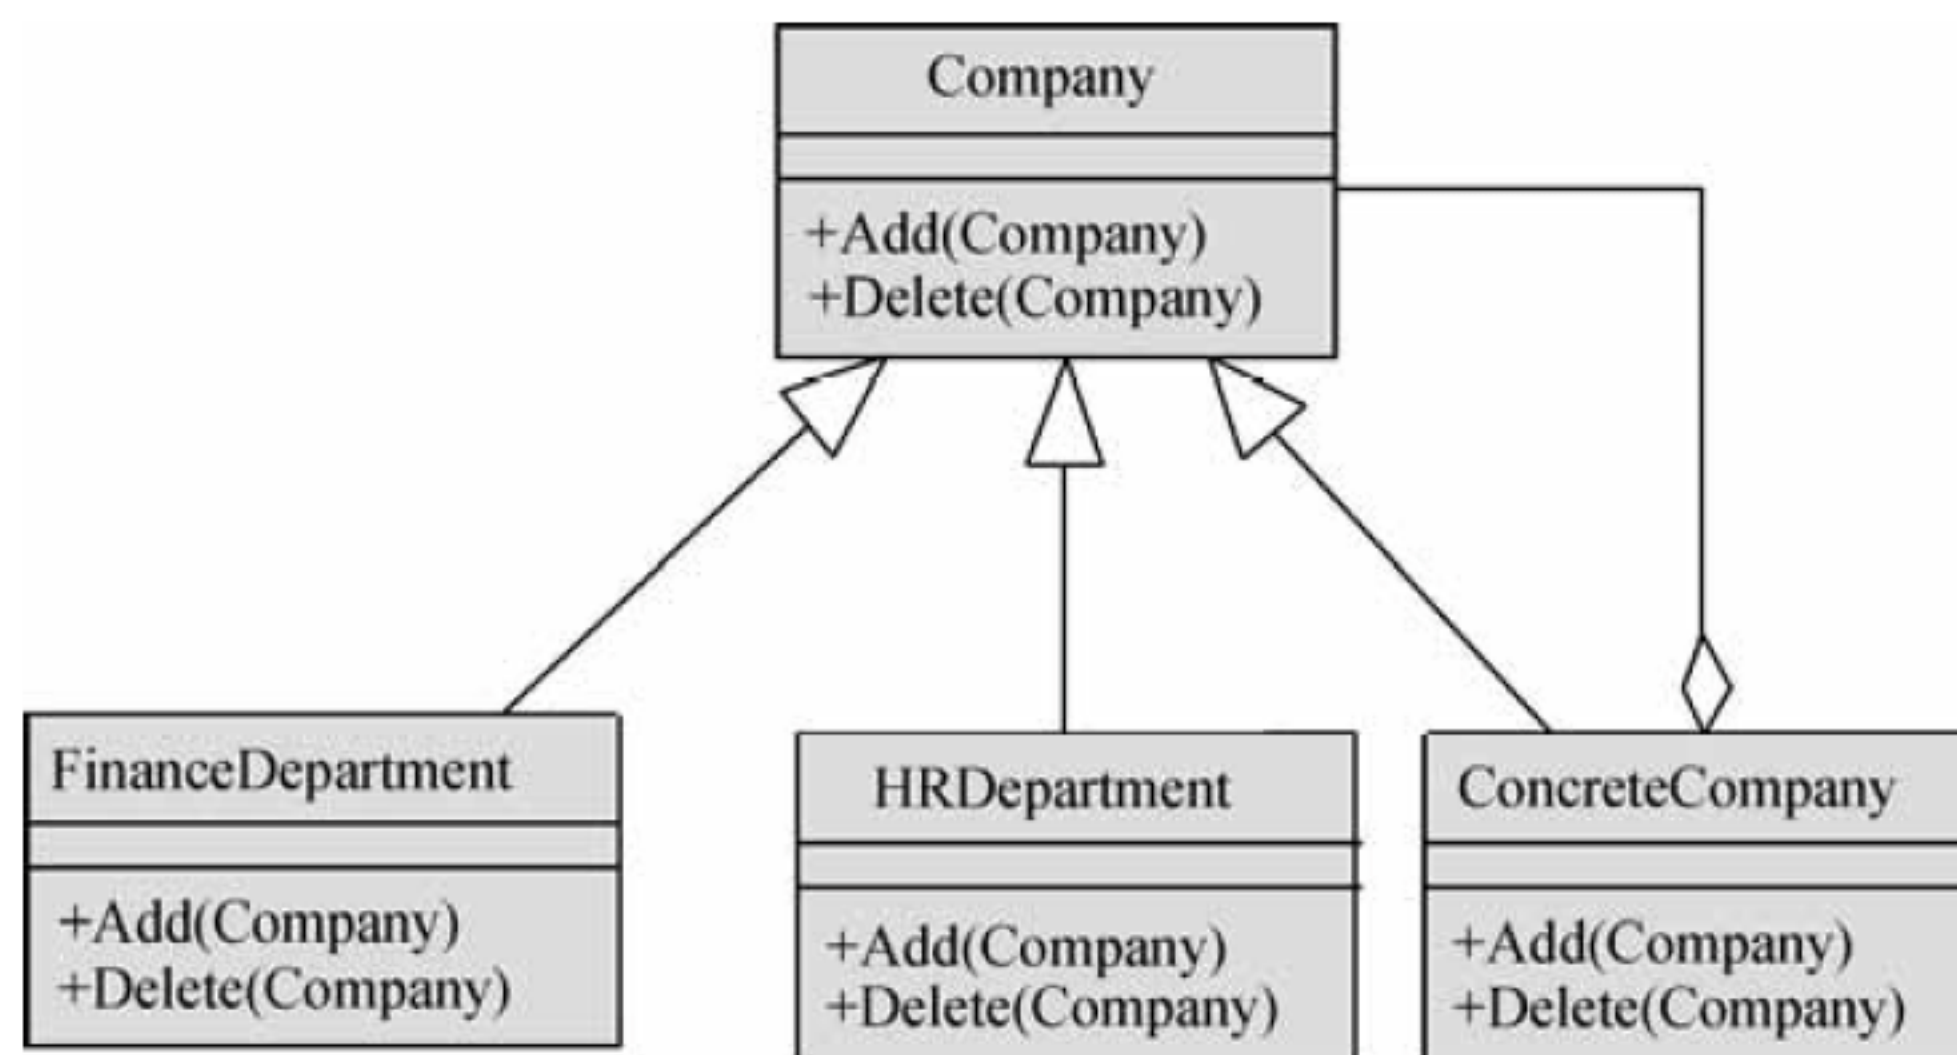 Company
+Add(Company)
+Delete(Company)
FinanceDepartment
+Add(Company)
+Delete(Company)
HRDepartment
+Add(Company)
+Delete(Company)
ConcreteCompany
+Add(Company)
+Delete(Company)